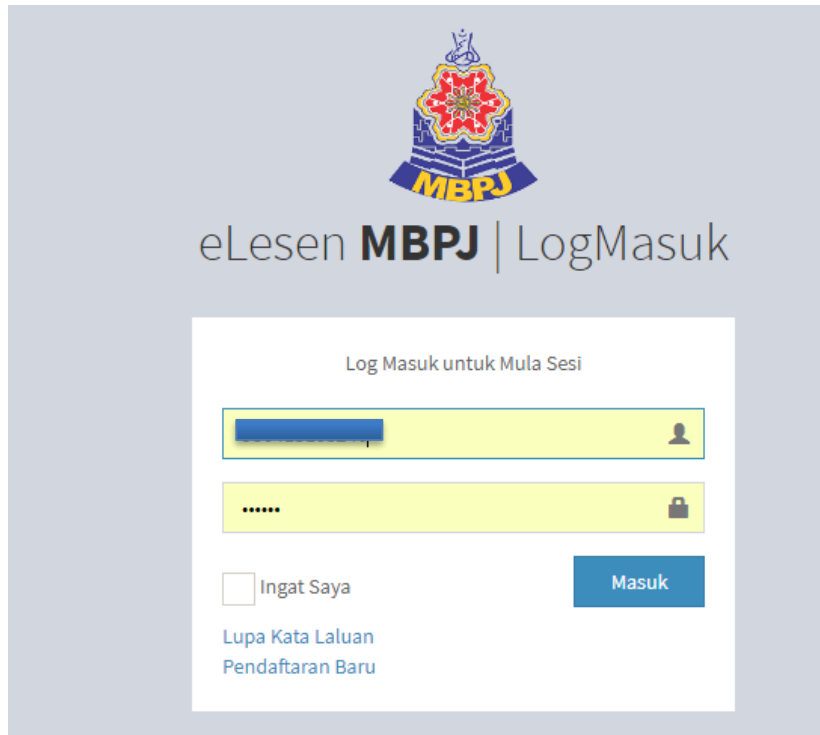 MBPJ
eLesen MBPJ | LogMasuk
Log Masuk untuk Mula Sesi
••••••
Ingat Saya
Masuk
Lupa Kata Laluan
Pendaftaran Baru